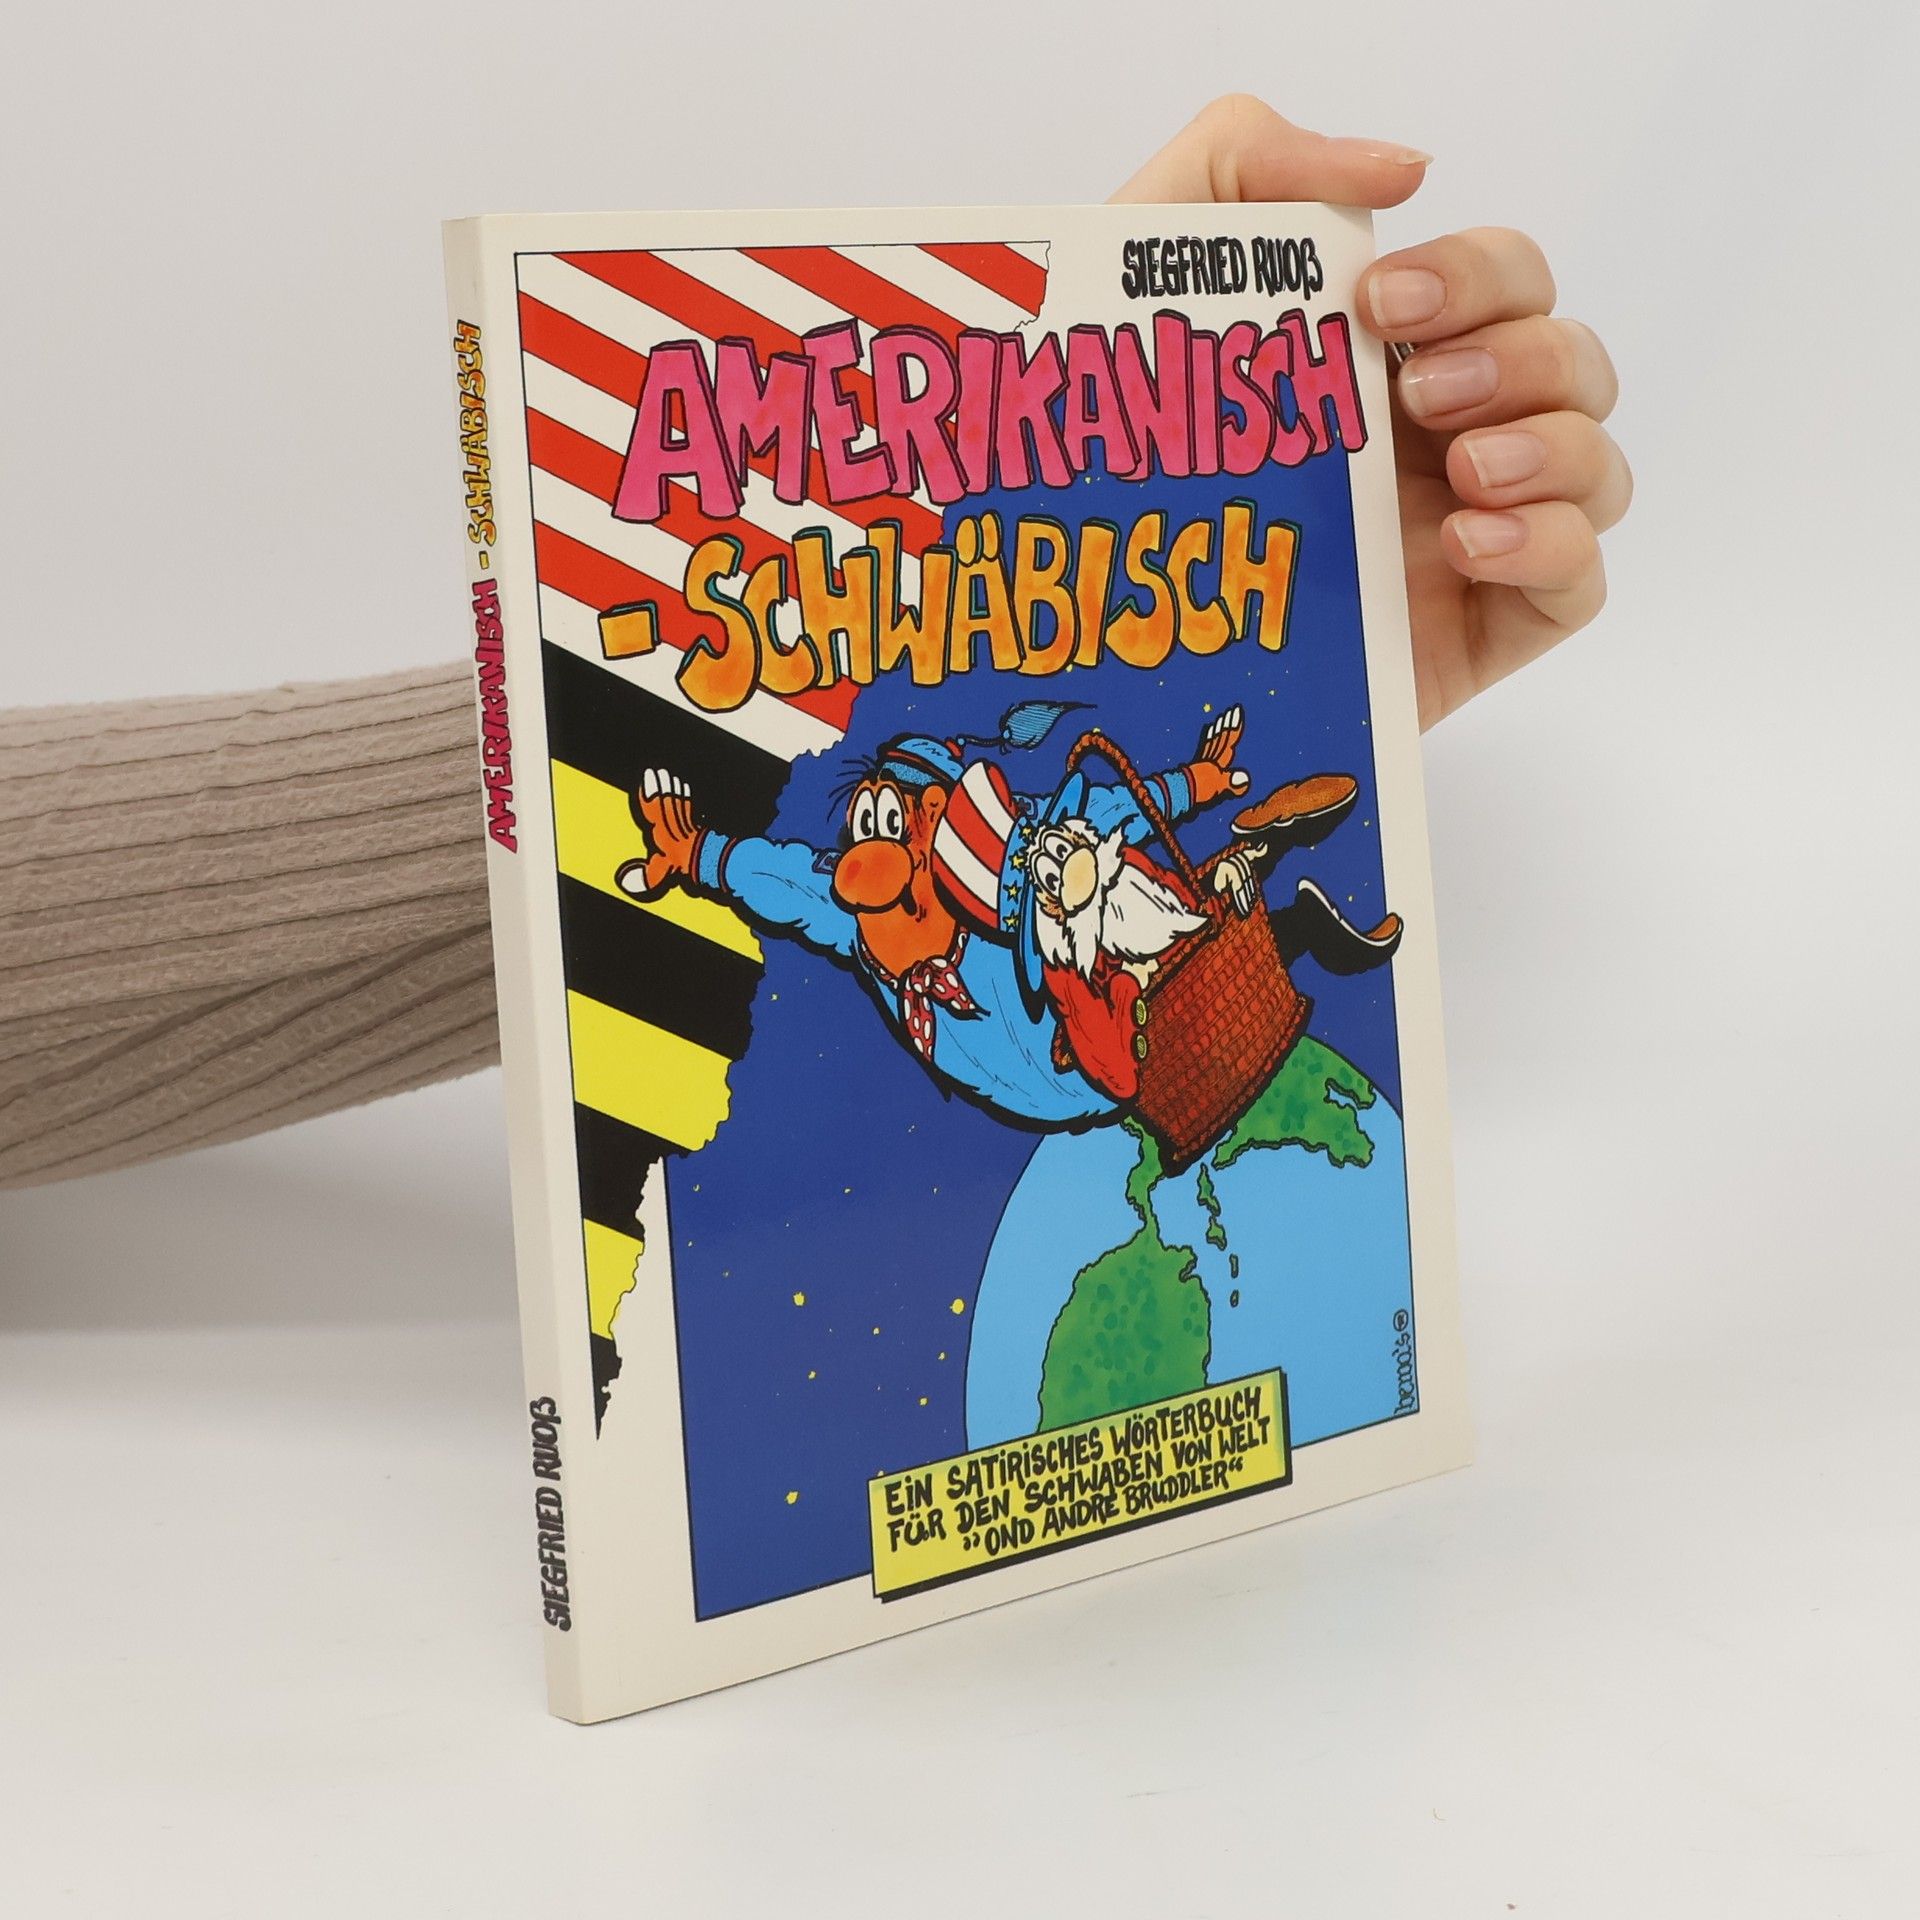 SIEGFRIED RUOß
AMERIKANISCH
-SCHWÄBISCH
EIN SATIRISCHES WÖRTERBUCH
FÜR DEN SCHWABEN VON WELT
»OND ANDRE BRUDDLER“
AMERIKANISCH - SCHWÄBISCH
SIEGFRIED RUOß